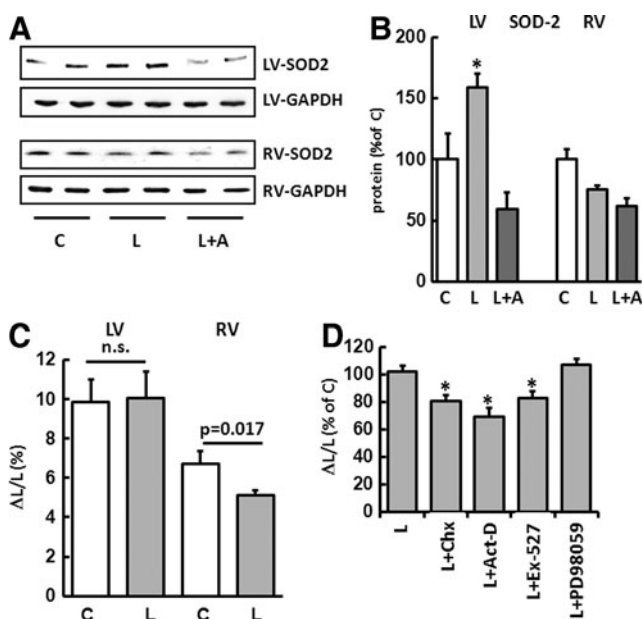 A
LV-SOD2
LV-GAPDH
RV-SOD2
RV-GAPDH
C L L+A
B
LV SOD-2 RV
200
150
100
50
0
protein (%of C)
*
C L L+A C L L+A
C
LV RV
n.s.
p=0.017
12
10
8
6
4
2
0
ΔL/L (%)
C L C L
D
120
100
80
60
40
20
0
ΔL/L (% of C)
* * *
L
L+Chx
L+Act-D
L+Ex-527
L+PD98059